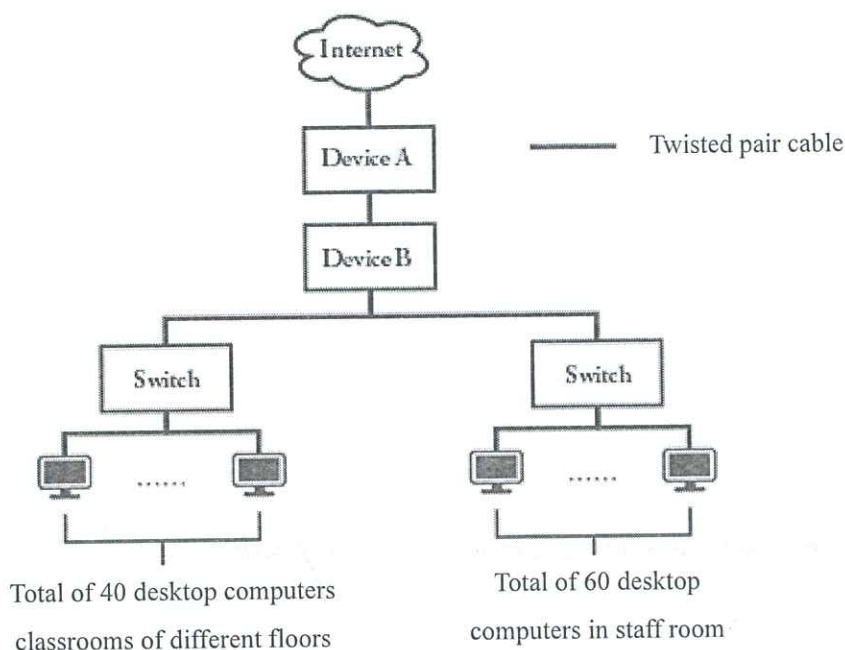 Internet
Device A
Twisted pair cable
Device B
Switch
Switch
......
......
Total of 40 desktop computers
classrooms of different floors
Total of 60 desktop
computers in staff room